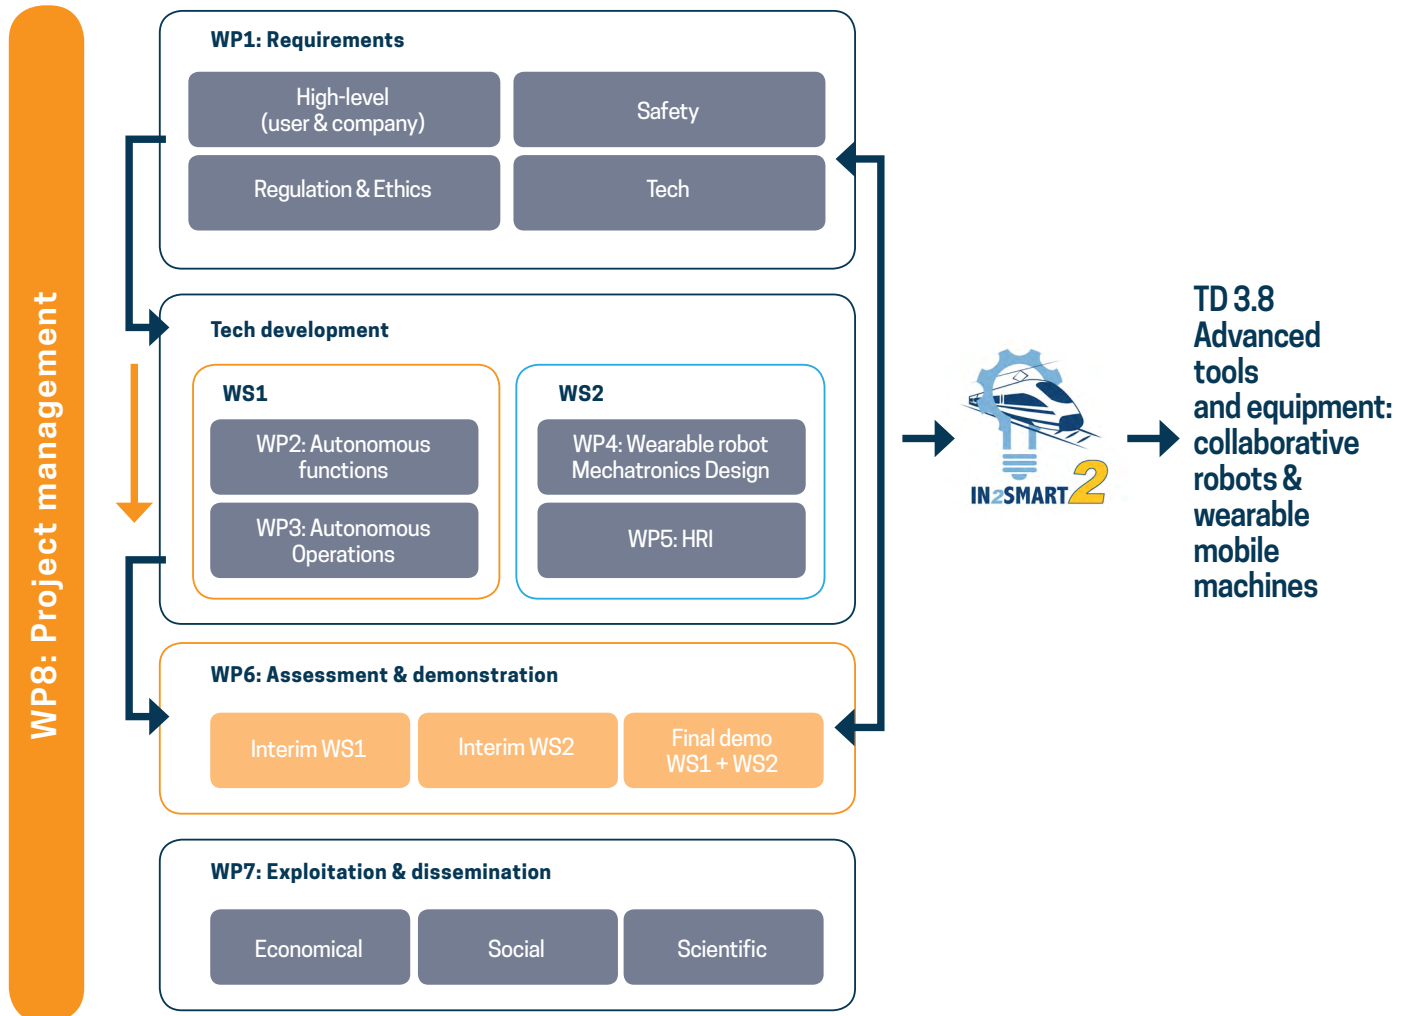 WP8: Project management
WP1: Requirements
High-level
(user & company)
Safety
Regulation & Ethics
Tech
Tech development
WS1
WP2: Autonomous
functions
WP3: Autonomous
Operations
WS2
WP4: Wearable robot
Mechatronics Design
WP5: HRI
WP6: Assessment & demonstration
Interim WS1
Interim WS2
Final demo
WS1 + WS2
WP7: Exploitation & dissemination
Economical
Social
Scientific
IN2SMART2
TD 3.8
Advanced
tools
and equipment:
collaborative
robots &
wearable
mobile
machines